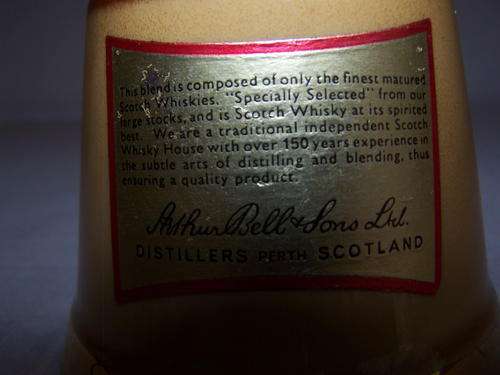 This blend is composed of only the finest matured
Scotch Whiskies. "Specially Selected" from our
large stocks, and is Scotch Whisky at its spirited
best. We are a traditional independent Scotch
Whisky House with over 150 years experience in
the subtle arts of distilling and blending, thus
ensuring a quality product.
Arthur Bell & Sons Ltd.
DISTILLERS PERTH SCOTLAND